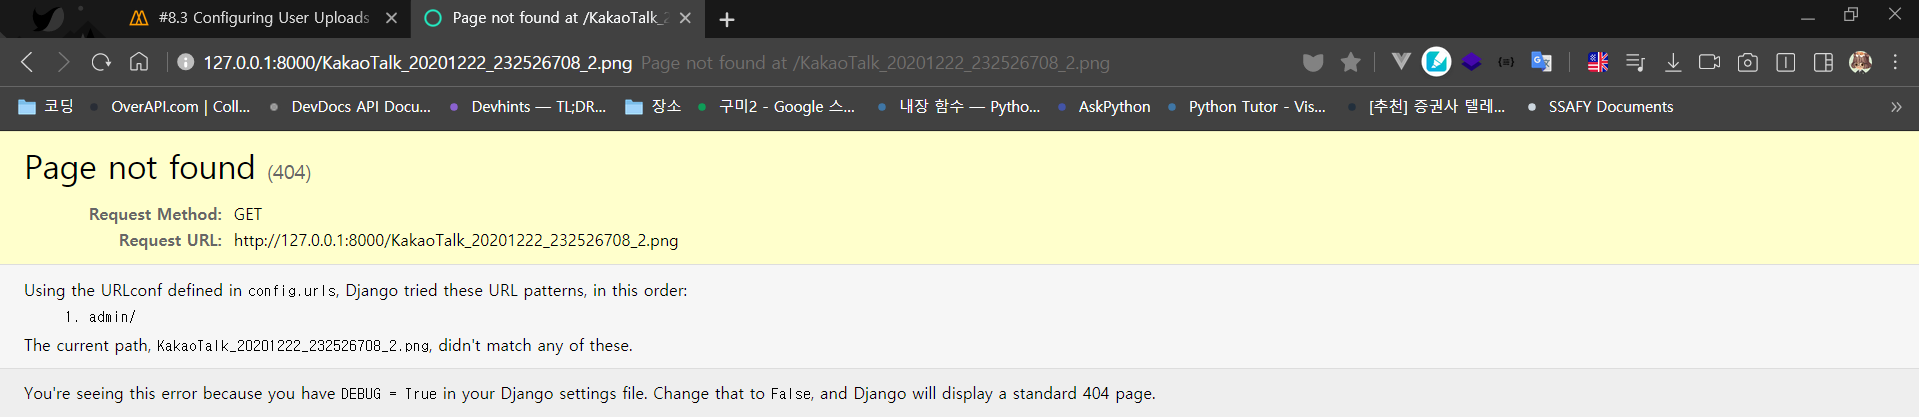 #8.3 Configuring User Uploads
Page not found at /KakaoTalk_2
127.0.0.1:8000/KakaoTalk_20201222_232526708_2.png Page not found at /KakaoTalk_20201222_232526708_2.png
코딩 OverAPI.com | Coll... DevDocs API Docu... Devhints — TL;DR... 장소 구미2 - Google 스... 내장 함수 — Pytho... AskPython Python Tutor - Vis... [추천] 증권사 텔레... SSAFY Documents
Page not found (404)
Request Method: GET
Request URL: http://127.0.0.1:8000/KakaoTalk_20201222_232526708_2.png
Using the URLconf defined in config.urls, Django tried these URL patterns, in this order:
1. admin/
The current path, KakaoTalk_20201222_232526708_2.png, didn't match any of these.
You're seeing this error because you have DEBUG = True in your Django settings file. Change that to False, and Django will display a standard 404 page.